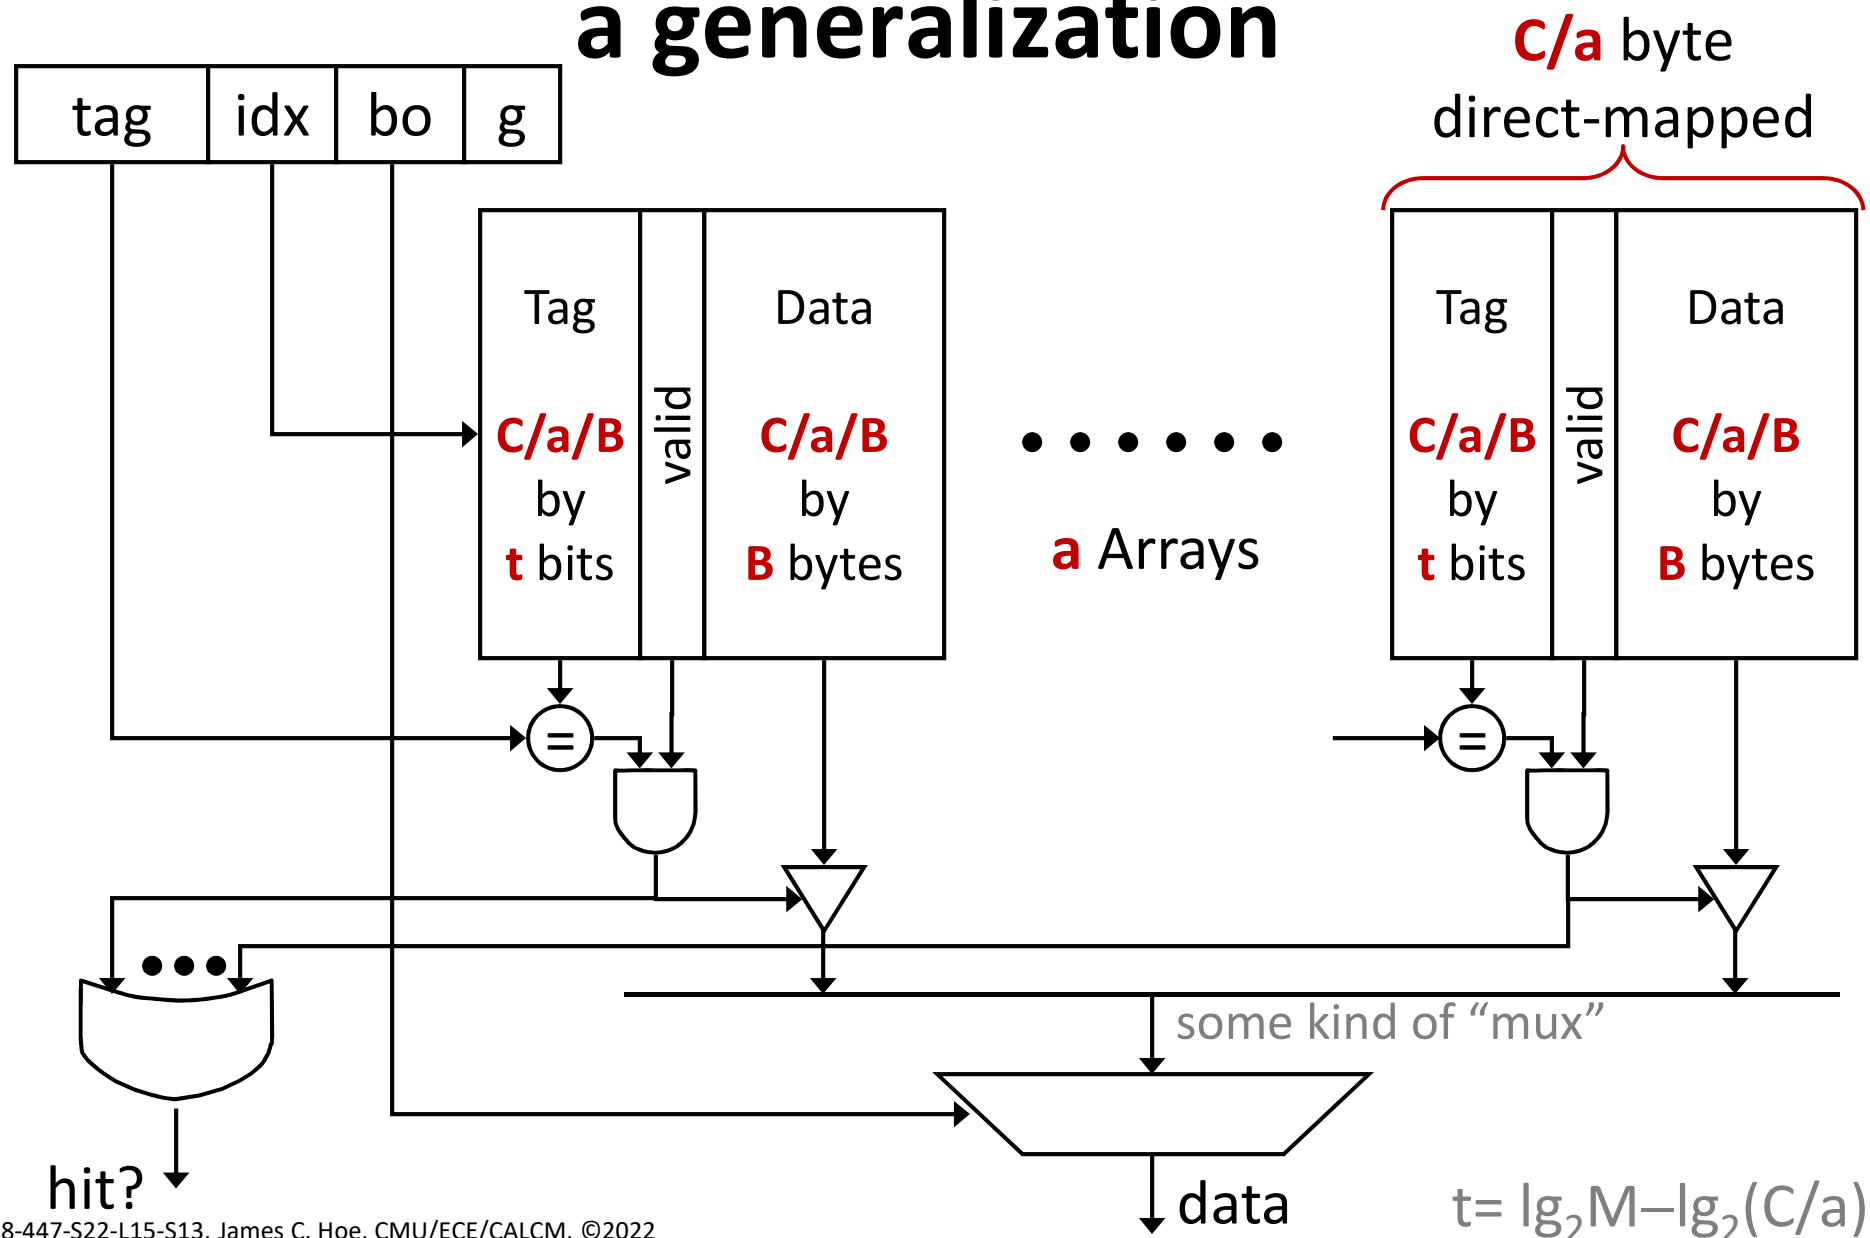 a generalization
C/a byte
direct-mapped
tag idx bo g
Tag
C/a/B
by
t bits
valid
Data
C/a/B
by
B bytes
a Arrays
Tag
C/a/B
by
t bits
valid
Data
C/a/B
by
B bytes
=
=
some kind of “mux”
hit?
data
t= lg₂M–lg₂(C/a)
8-447-S22-L15-S13, James C. Hoe, CMU/ECE/CALCM, ©2022